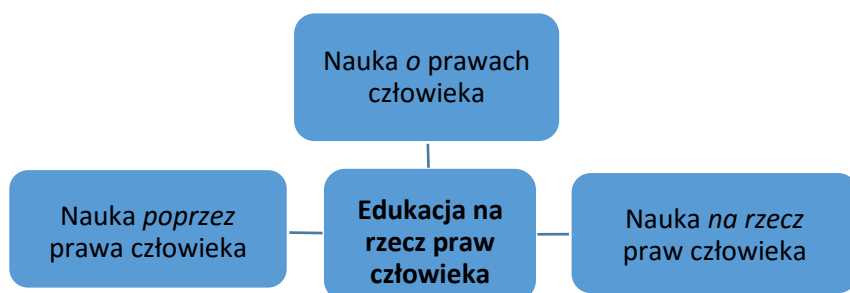 Nauka o prawach
człowieka
Nauka poprzez
prawa człowieka
Edukacja na
rzecz praw
człowieka
Nauka na rzecz
praw człowieka